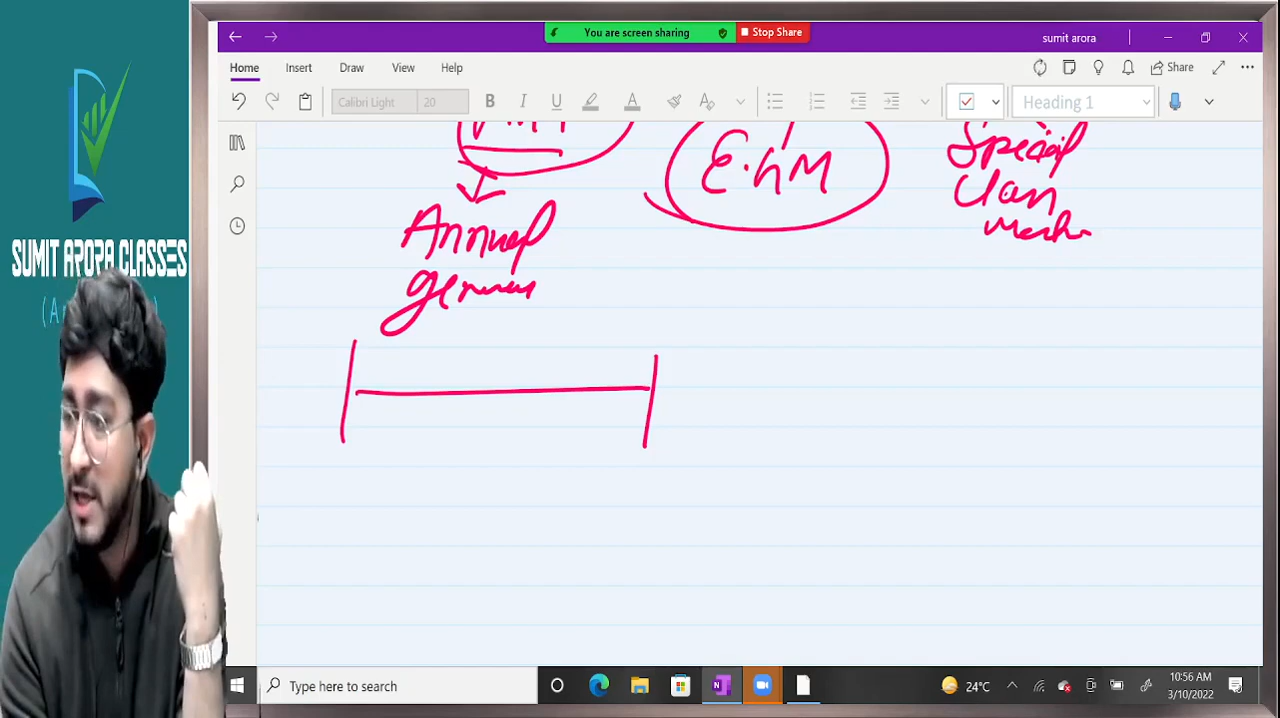 You are screen sharing
Stop Share
sumit arora
Home
Insert
Draw
View
Help
Share
Calibri Light
20
B
I
U
A
Heading 1
E.G.M
Special
Class
Annual
General
SUMIT ARORA CLASSES
Type here to search
24°C
10:56 AM
3/10/2022